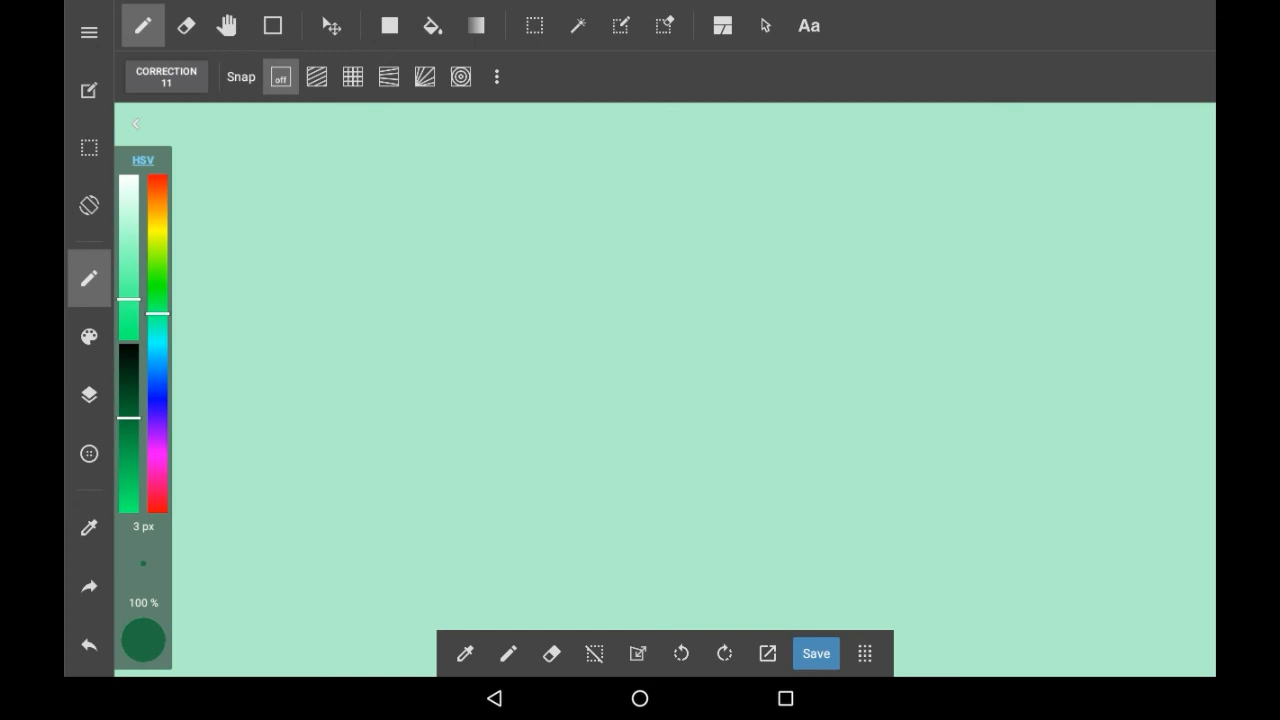 Aa
CORRECTION
11
Snap
off
HSV
3 px
100 %
Save